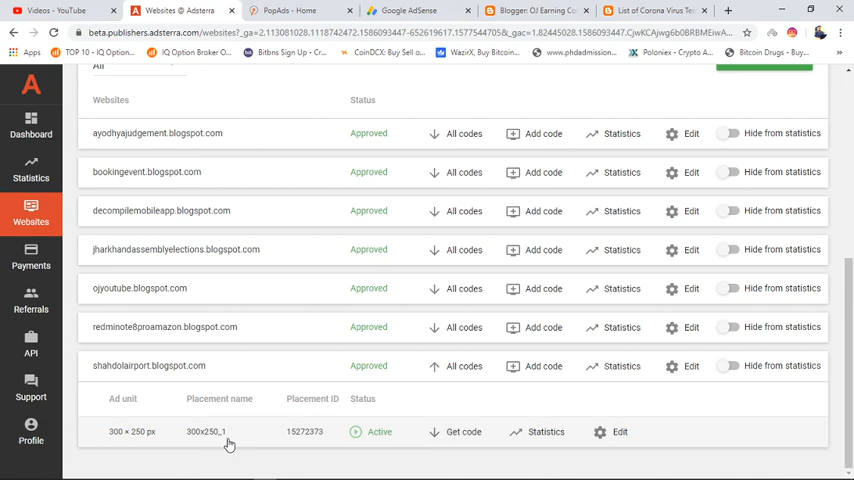 Videos - YouTube
Websites @ Adsterra
PopAds - Home
Google AdSense
Blogger: OJ Earning Co
List of Corona Virus Tes
beta.publishers.adsterra.com/websites?_ga=2.113081028.1118742472.1586093447-652619617.1577544705&_gac=1.82445028.1586093447.CjwKCAjwg6b0BRBMEiwA...
Apps
TOP 10 - IQ Option...
IQ Option Broker O...
Bitbns Sign Up - Cr...
CoinDCX: Buy Sell o...
WazirX, Buy Bitcoin...
www.phdadmission...
Poloniex - Crypto A...
Bitcoin Drugs - Buy...
All
Websites Status
ayodhyajudgement.blogspot.com Approved All codes Add code Statistics Edit Hide from statistics
bookingevent.blogspot.com Approved All codes Add code Statistics Edit Hide from statistics
decompilemobileapp.blogspot.com Approved All codes Add code Statistics Edit Hide from statistics
jharkhandassemblyelections.blogspot.com Approved All codes Add code Statistics Edit Hide from statistics
ojyoutube.blogspot.com Approved All codes Add code Statistics Edit Hide from statistics
redminote8proamazon.blogspot.com Approved All codes Add code Statistics Edit Hide from statistics
shahdolairport.blogspot.com Approved All codes Add code Statistics Edit Hide from statistics
Ad unit Placement name Placement ID Status
300 × 250 px 300x250_1 15272373 Active Get code Statistics Edit
Dashboard
Statistics
Websites
Payments
Referrals
API
Support
Profile